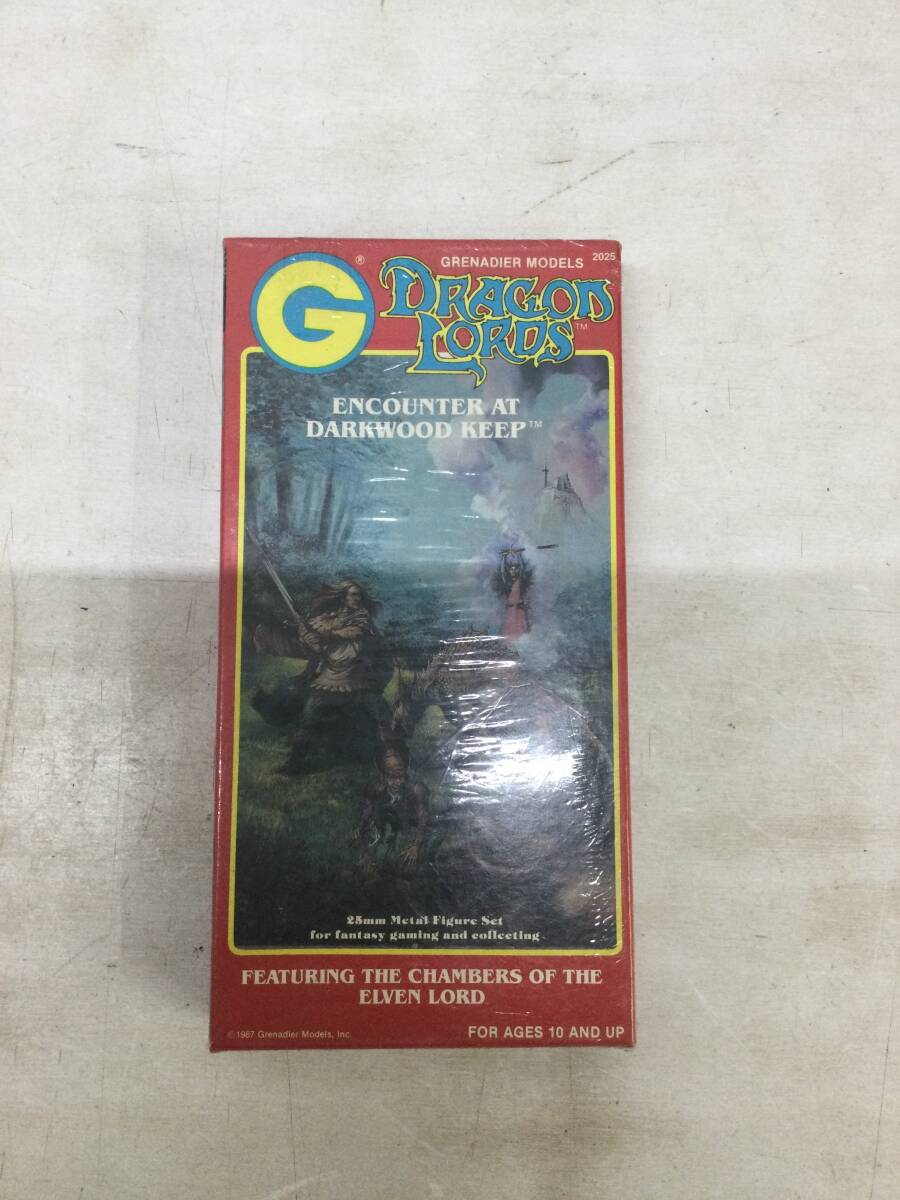 G®
GRENADIER MODELS 2025
DRAGON
LORDS™
ENCOUNTER AT
DARKWOOD KEEP™
25mm Metal Figure Set
for fantasy gaming and collecting
FEATURING THE CHAMBERS OF THE
ELVEN LORD
©1987 Grenadier Models, Inc.
FOR AGES 10 AND UP